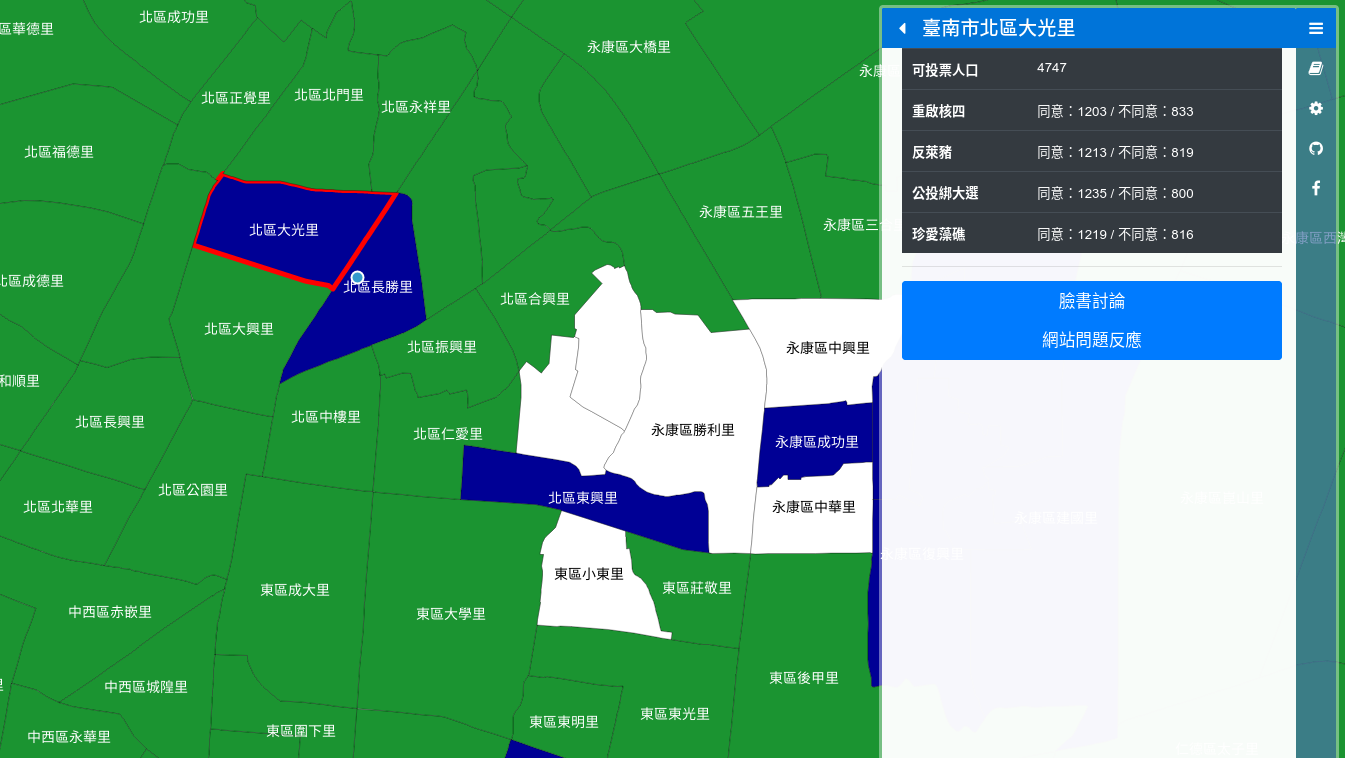 北區成功里
區華德里
永康區大橋里
北區正覺里
北區北門里
北區永祥里
北區福德里
永康區五王里
北區大光里
北區成德里
北區長勝里
北區合興里
北區大興里
北區振興里
永康區中興里
和順里
北區長興里
北區中樓里
北區仁愛里
永康區勝利里
永康區成功里
北區公園里
北區東興里
北區北華里
永康區中華里
東區小東里
東區成大里
東區莊敬里
中西區赤嵌里
東區大學里
東區後甲里
中西區城隍里
東區東光里
東區東明里
東區圍下里
中西區永華里
臺南市北區大光里
可投票人口 4747
重啟核四 同意：1203 / 不同意：833
反萊豬 同意：1213 / 不同意：819
公投綁大選 同意：1235 / 不同意：800
珍愛藻礁 同意：1219 / 不同意：816
臉書討論
網站問題反應